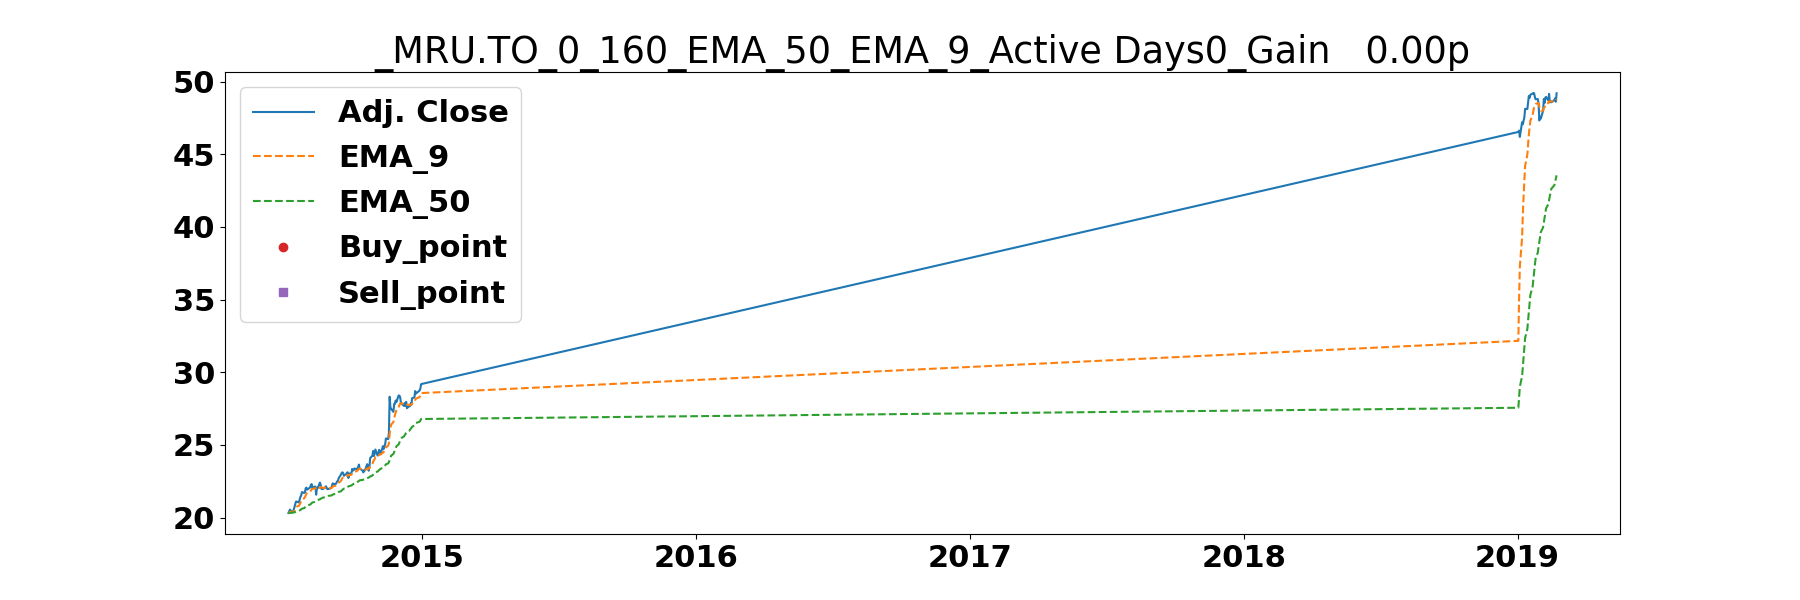 _MRU.TO_0_160_EMA_50_EMA_9_Active Days0_Gain   0.00p
50
45
40
35
30
25
20
Adj. Close
EMA_9
EMA_50
Buy_point
Sell_point
2015 2016 2017 2018 2019